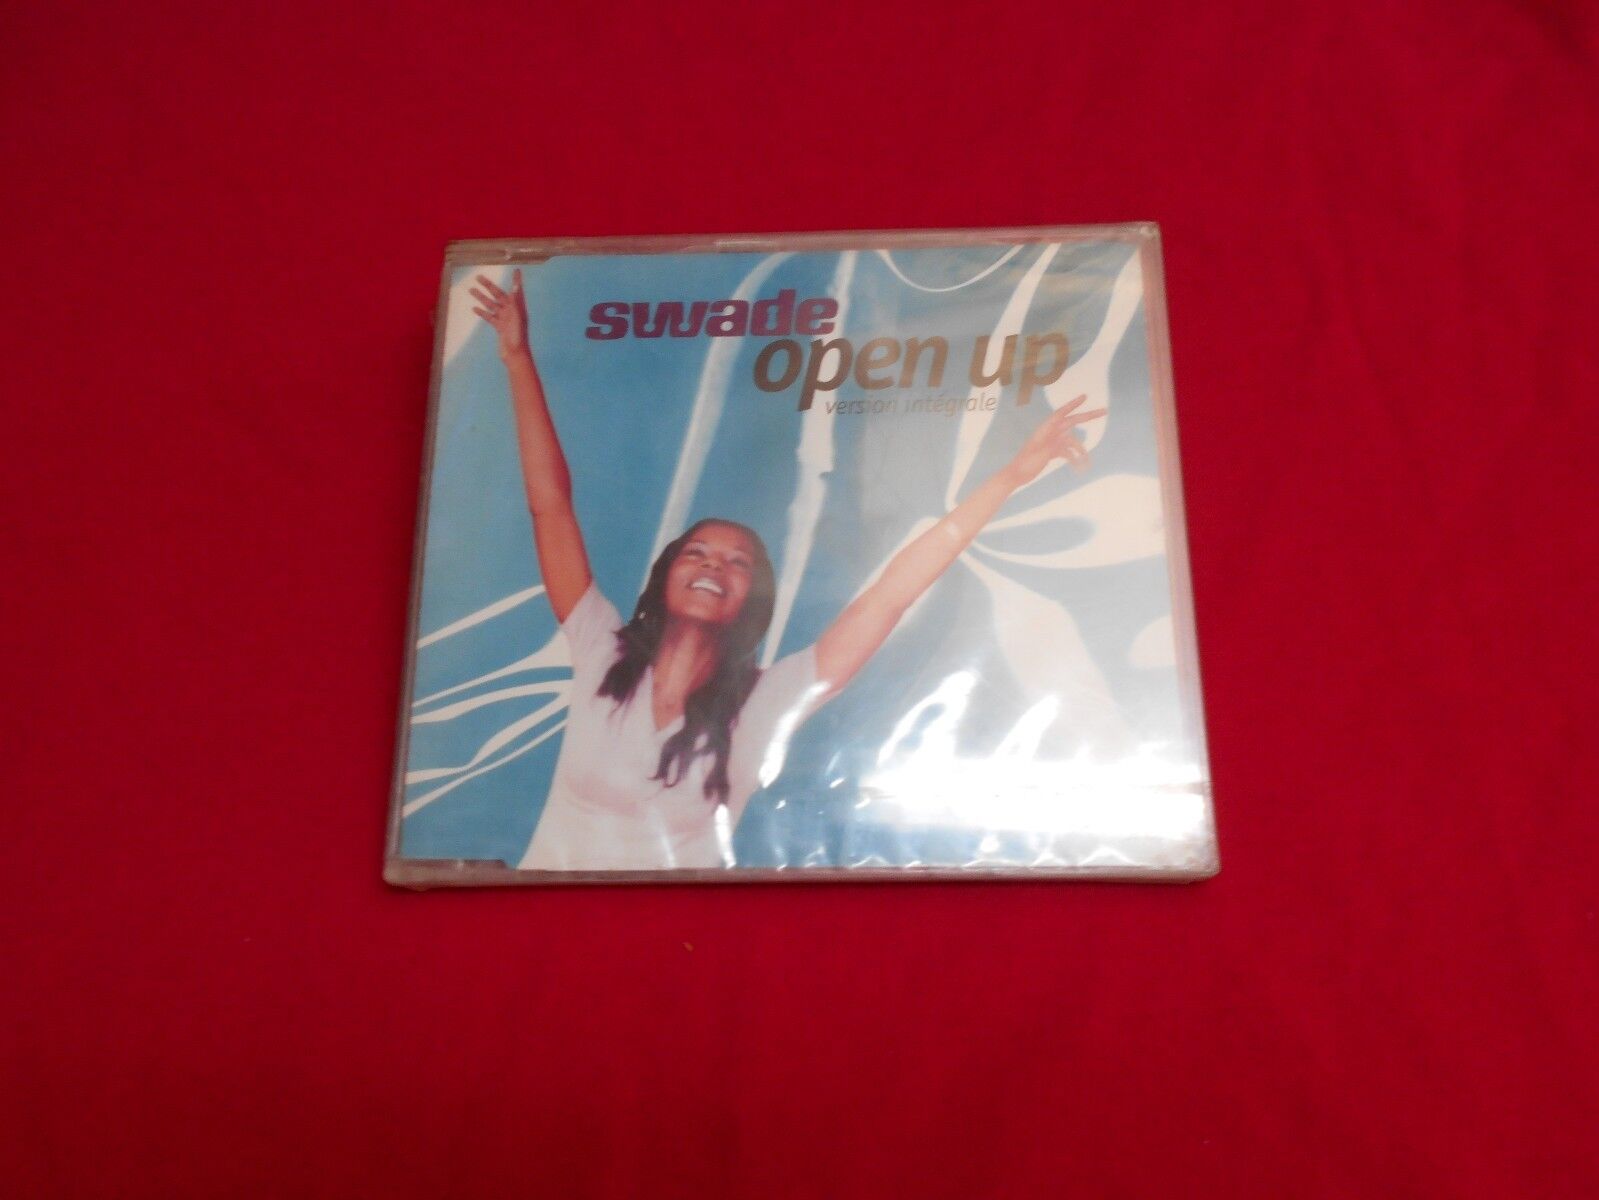 swade
open up
version intégrale